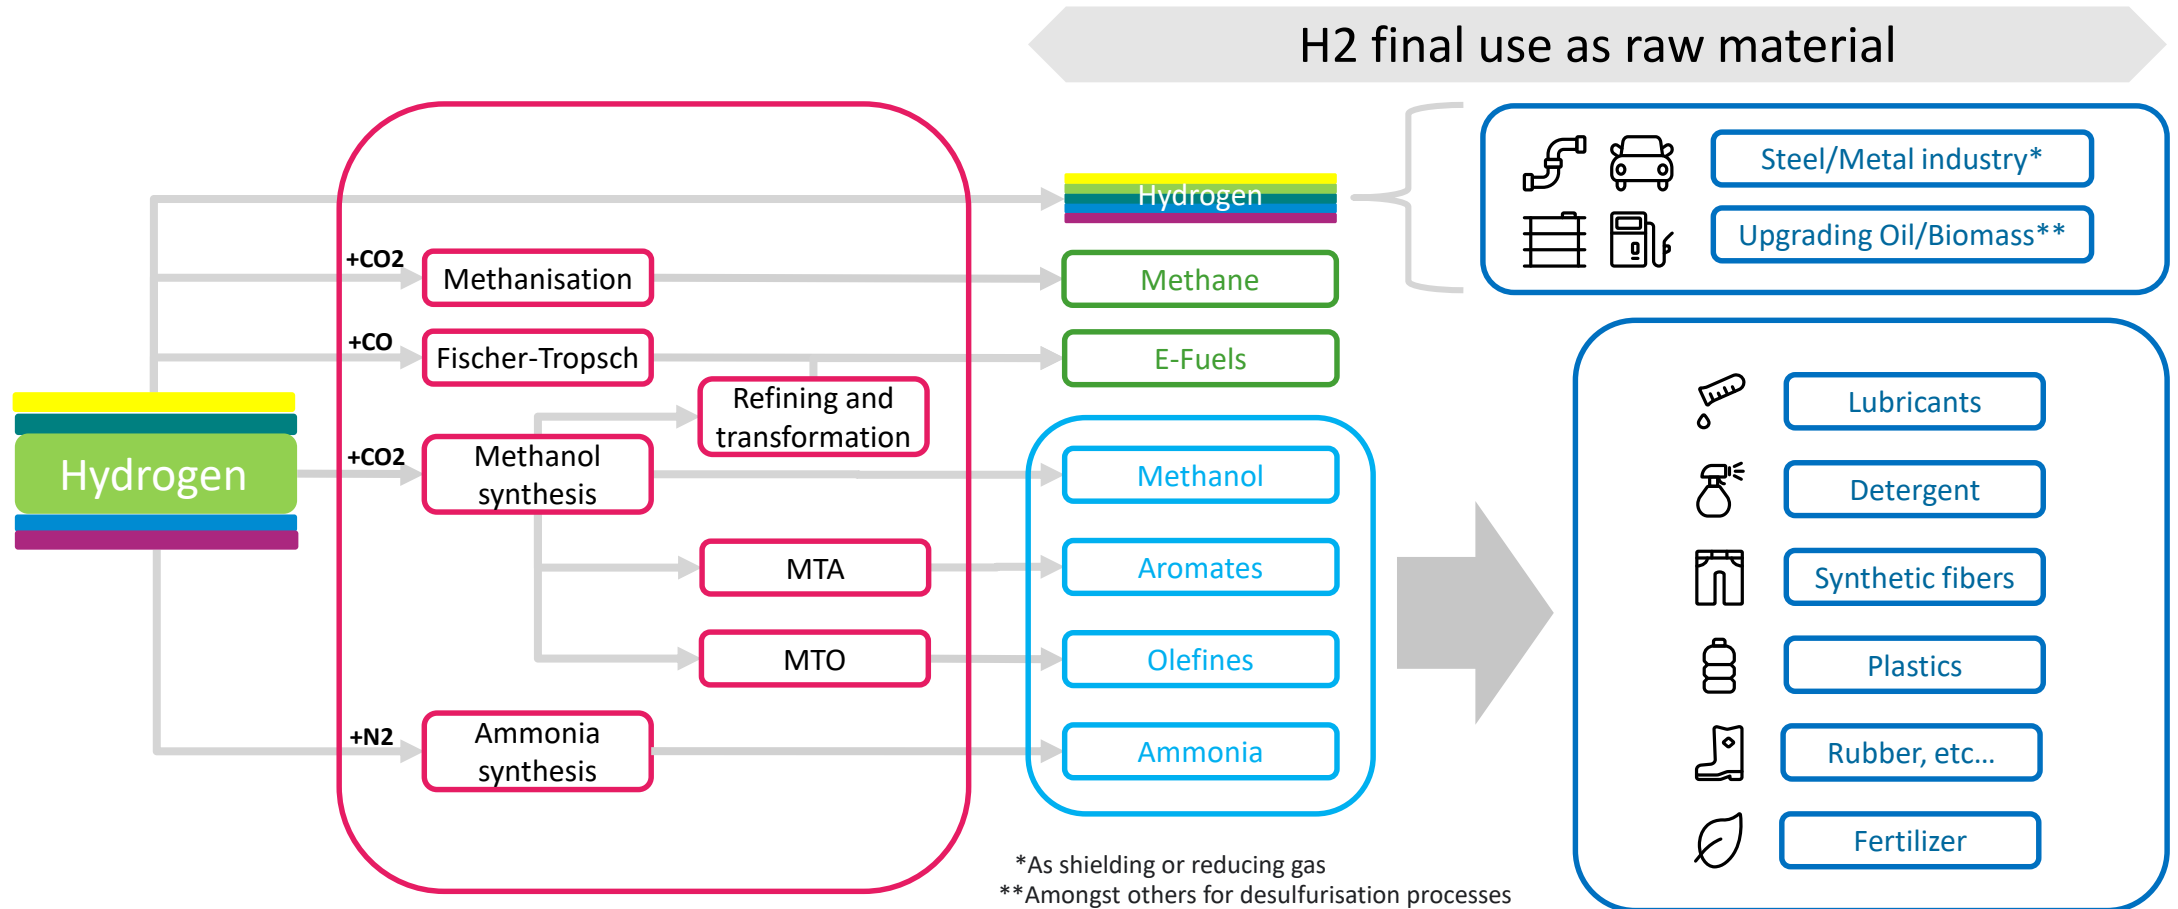 H2 final use as raw material
Hydrogen
+CO2
Methanisation
+CO
Fischer-Tropsch
Refining and
transformation
+CO2
Methanol
synthesis
MTA
MTO
+N2
Ammonia
synthesis
Hydrogen
Methane
E-Fuels
Methanol
Aromates
Olefines
Ammonia
Steel/Metal industry*
Upgrading Oil/Biomass**
Lubricants
Detergent
Synthetic fibers
Plastics
Rubber, etc...
Fertilizer
*As shielding or reducing gas
**Amongst others for desulfurisation processes